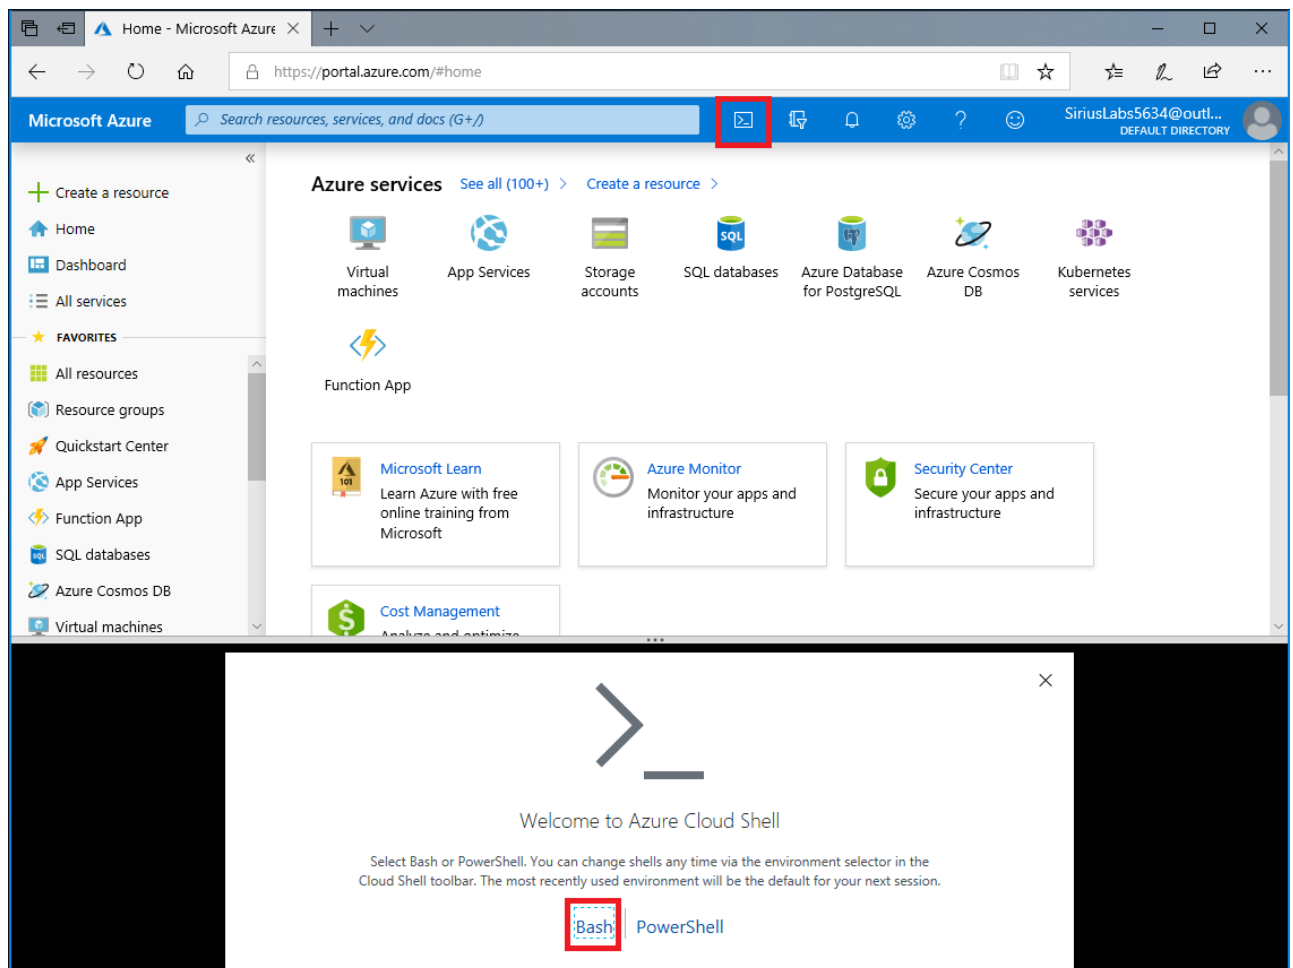 Home - Microsoft Azure
https://portal.azure.com/#home
Microsoft Azure
Search resources, services, and docs (G+/)
SiriusLabs5634@outl...
DEFAULT DIRECTORY
Create a resource
Home
Dashboard
All services
FAVORITES
All resources
Resource groups
Quickstart Center
App Services
Function App
SQL databases
Azure Cosmos DB
Virtual machines
Azure services
See all (100+)
Create a resource
Virtual
machines
App Services
Storage
accounts
SQL
SQL databases
Azure Database
for PostgreSQL
Azure Cosmos
DB
Kubernetes
services
Function App
101
Microsoft Learn
Learn Azure with free
online training from
Microsoft
Azure Monitor
Monitor your apps and
infrastructure
Security Center
Secure your apps and
infrastructure
Cost Management
Analyze and optimize
Welcome to Azure Cloud Shell
Select Bash or PowerShell. You can change shells any time via the environment selector in the
Cloud Shell toolbar. The most recently used environment will be the default for your next session.
Bash
PowerShell